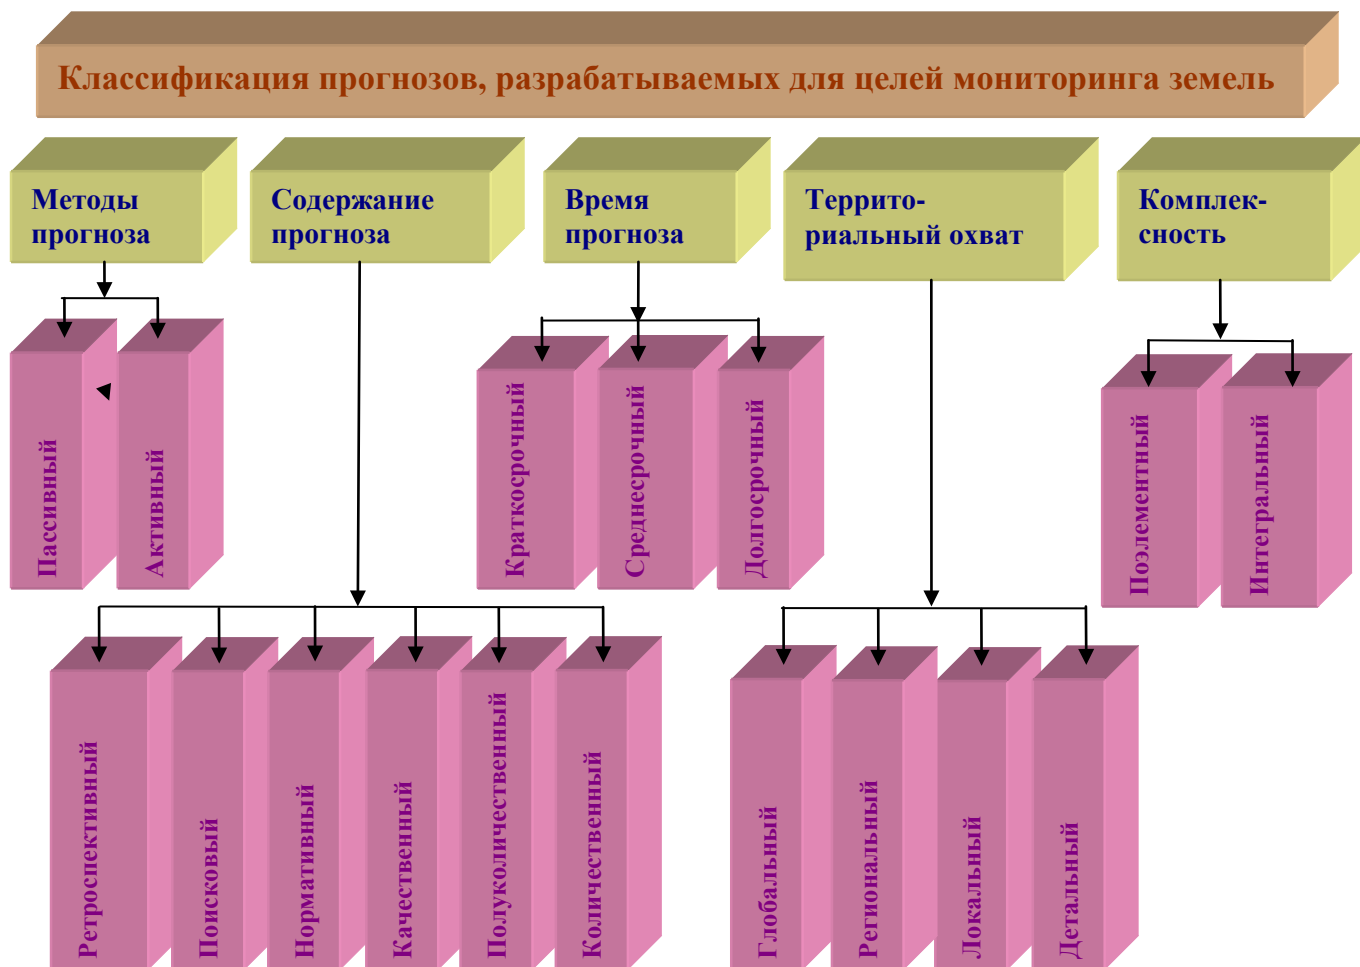 Классификация прогнозов, разрабатываемых для целей мониторинга земель
Методы
прогноза
Содержание
прогноза
Время
прогноза
Террито-
риальный охват
Комплек-
сность
Пассивный
Активный
Краткосрочный
Среднесрочный
Долгосрочный
Поэлементный
Интегральный
Ретроспективный
Поисковый
Нормативный
Качественный
Полуколичественный
Количественный
Глобальный
Региональный
Локальный
Детальный